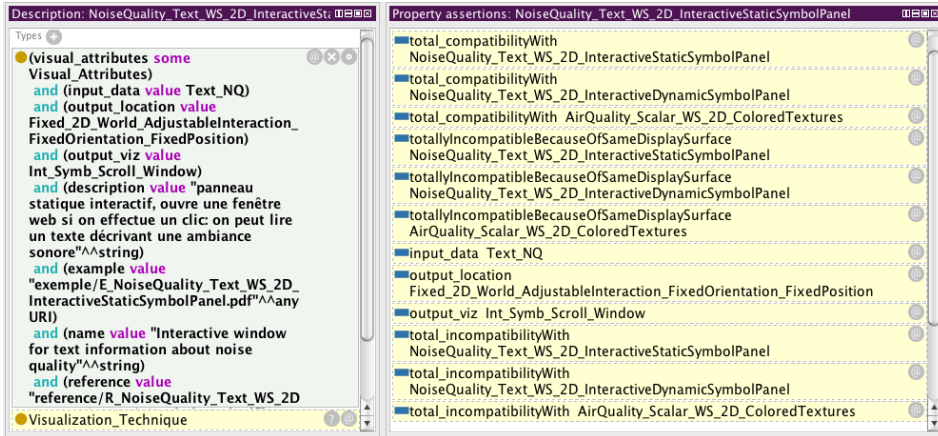 Description: NoiseQuality_Text_WS_2D_InteractiveSta
Types
(visual_attributes some
Visual_Attributes)
and (input_data value Text_NQ)
and (output_location value
Fixed_2D_World_AdjustableInteraction_
FixedOrientation_FixedPosition)
and (output_viz value
Int_Symb_Scroll_Window)
and (description value "panneau
statique interactif, ouvre une fenêtre
web si on effectue un clic: on peut lire
un texte décrivant une ambiance
sonore"^^string)
and (example value
"exemple/E_NoiseQuality_Text_WS_2D_
InteractiveStaticSymbolPanel.pdf"^^any
URI)
and (name value "Interactive window
for text information about noise
quality"^^string)
and (reference value
"reference/R_NoiseQuality_Text_WS_2D
Visualization_Technique
Property assertions: NoiseQuality_Text_WS_2D_InteractiveStaticSymbolPanel
total_compatibilityWith
NoiseQuality_Text_WS_2D_InteractiveStaticSymbolPanel
total_compatibilityWith
NoiseQuality_Text_WS_2D_InteractiveDynamicSymbolPanel
total_compatibilityWith AirQuality_Scalar_WS_2D_ColoredTextures
totallyIncompatibleBecauseOfSameDisplaySurface
NoiseQuality_Text_WS_2D_InteractiveStaticSymbolPanel
totallyIncompatibleBecauseOfSameDisplaySurface
NoiseQuality_Text_WS_2D_InteractiveDynamicSymbolPanel
totallyIncompatibleBecauseOfSameDisplaySurface
AirQuality_Scalar_WS_2D_ColoredTextures
input_data Text_NQ
output_location
Fixed_2D_World_AdjustableInteraction_FixedOrientation_FixedPosition
output_viz Int_Symb_Scroll_Window
total_incompatibilityWith
NoiseQuality_Text_WS_2D_InteractiveStaticSymbolPanel
total_incompatibilityWith
NoiseQuality_Text_WS_2D_InteractiveDynamicSymbolPanel
total_incompatibilityWith AirQuality_Scalar_WS_2D_ColoredTextures